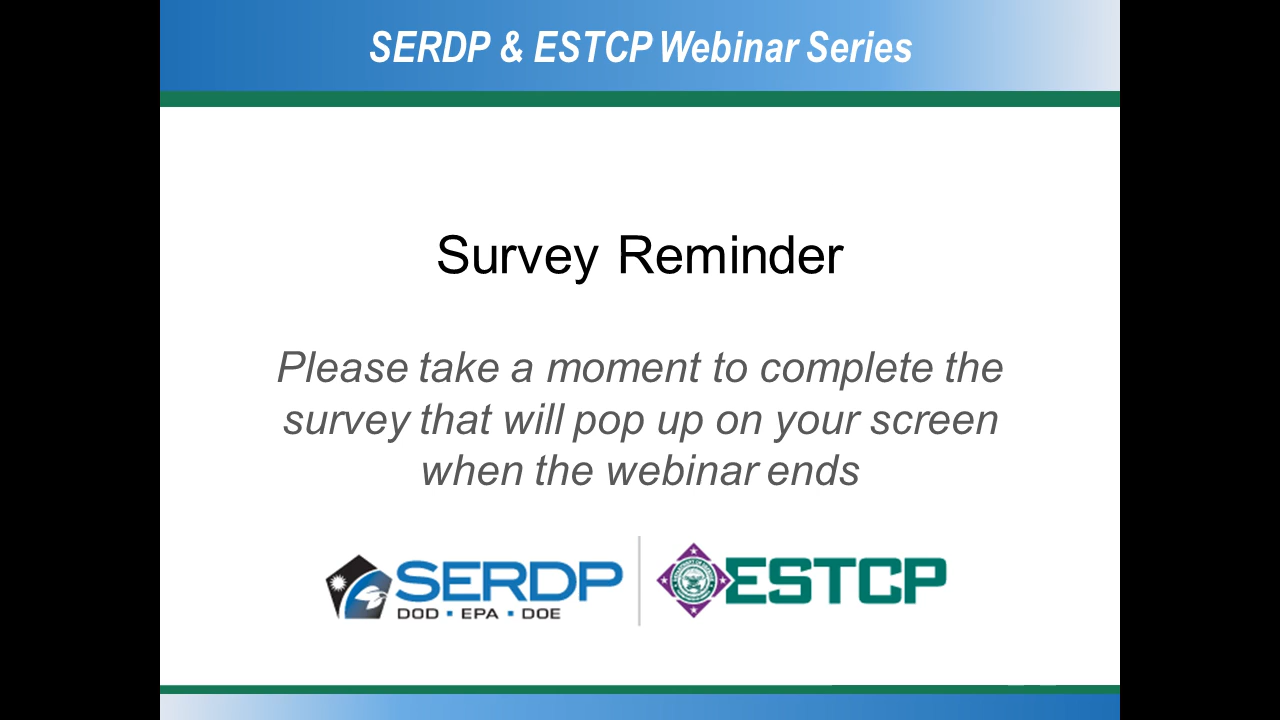 SERDP & ESTCP Webinar Series
Survey Reminder
Please take a moment to complete the
survey that will pop up on your screen
when the webinar ends
SERDP
DOD • EPA • DOE
ESTCP